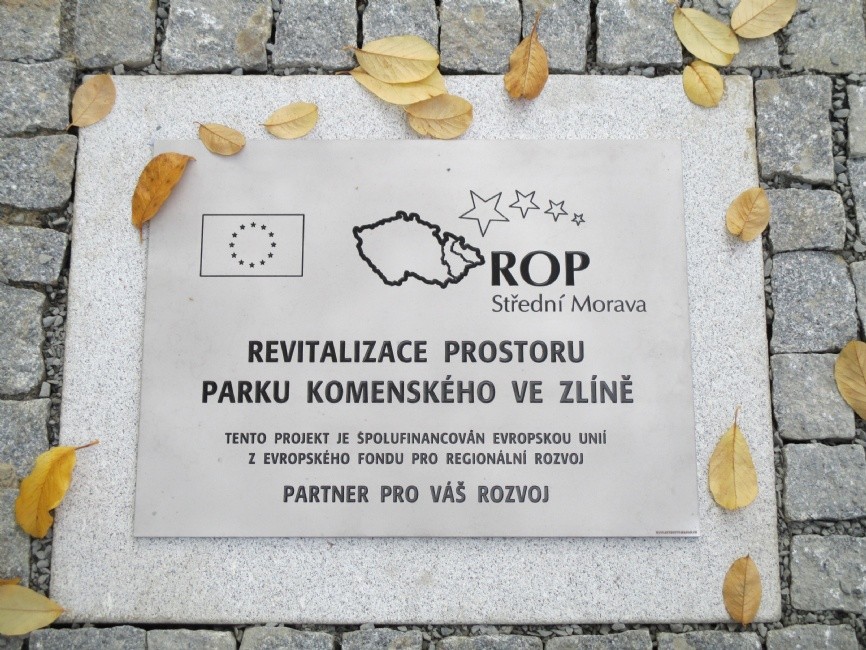 ROP
Střední Morava
REVITALIZACE PROSTORU
PARKU KOMENSKÉHO VE ZLÍNĚ
TENTO PROJEKT JE SPOLUFINANCOVÁN EVROPSKOU UNIÍ
Z EVROPSKÉHO FONDU PRO REGIONÁLNÍ ROZVOJ
PARTNER PRO VÁŠ ROZVOJ